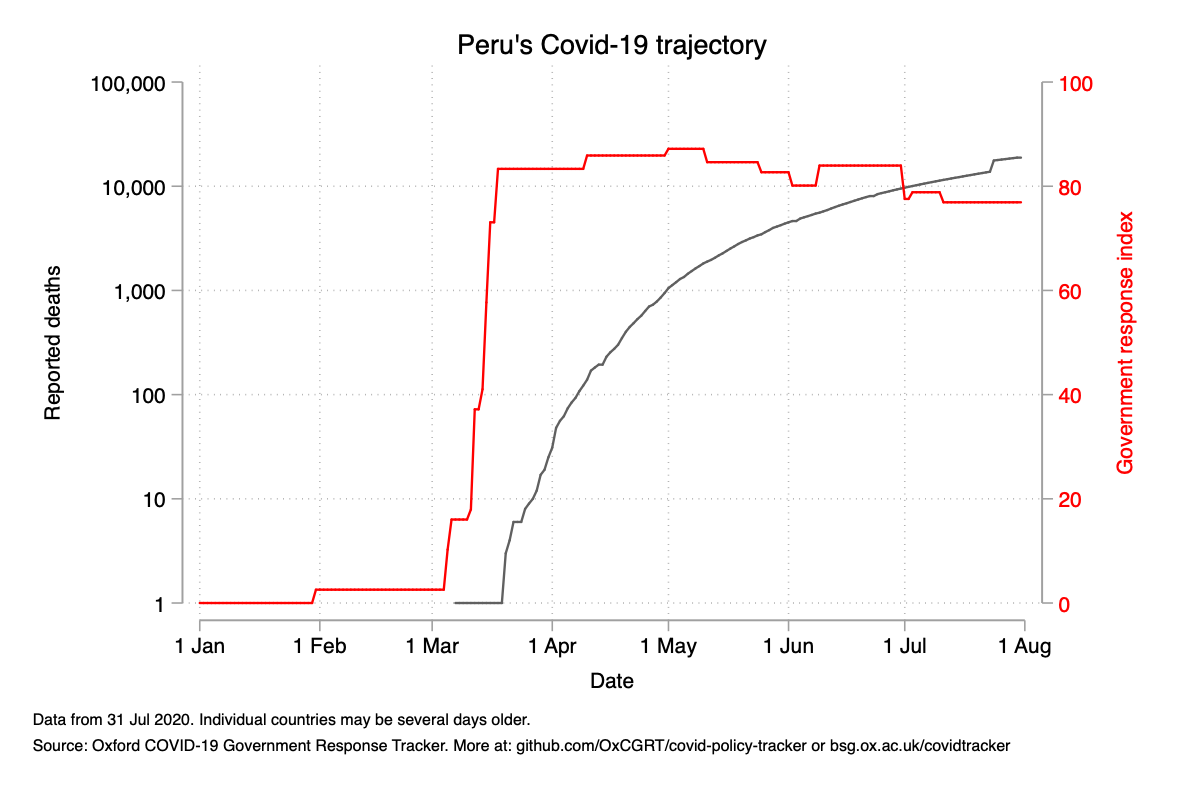 Peru's Covid-19 trajectory
100,000
10,000
1,000
100
10
1
Reported deaths
100
80
60
40
20
0
Government response index
1 Jan 1 Feb 1 Mar 1 Apr 1 May 1 Jun 1 Jul 1 Aug
Date
Data from 31 Jul 2020. Individual countries may be several days older.
Source: Oxford COVID-19 Government Response Tracker. More at: github.com/OxCGRT/covid-policy-tracker or bsg.ox.ac.uk/covidtracker